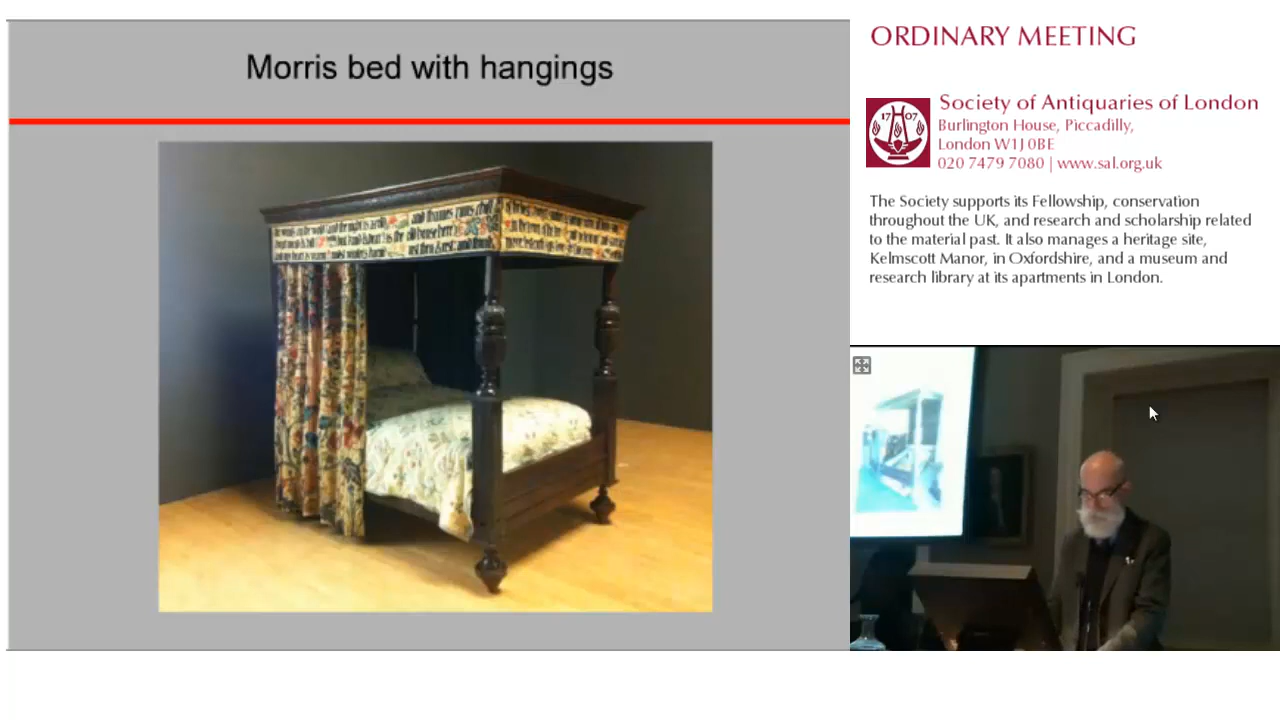 Morris bed with hangings
ORDINARY MEETING
1707
Society of Antiquaries of London
Burlington House, Piccadilly,
London W1J 0BE
020 7479 7080 | www.sal.org.uk
The Society supports its Fellowship, conservation
throughout the UK, and research and scholarship related
to the material past. It also manages a heritage site,
Kelmscott Manor, in Oxfordshire, and a museum and
research library at its apartments in London.